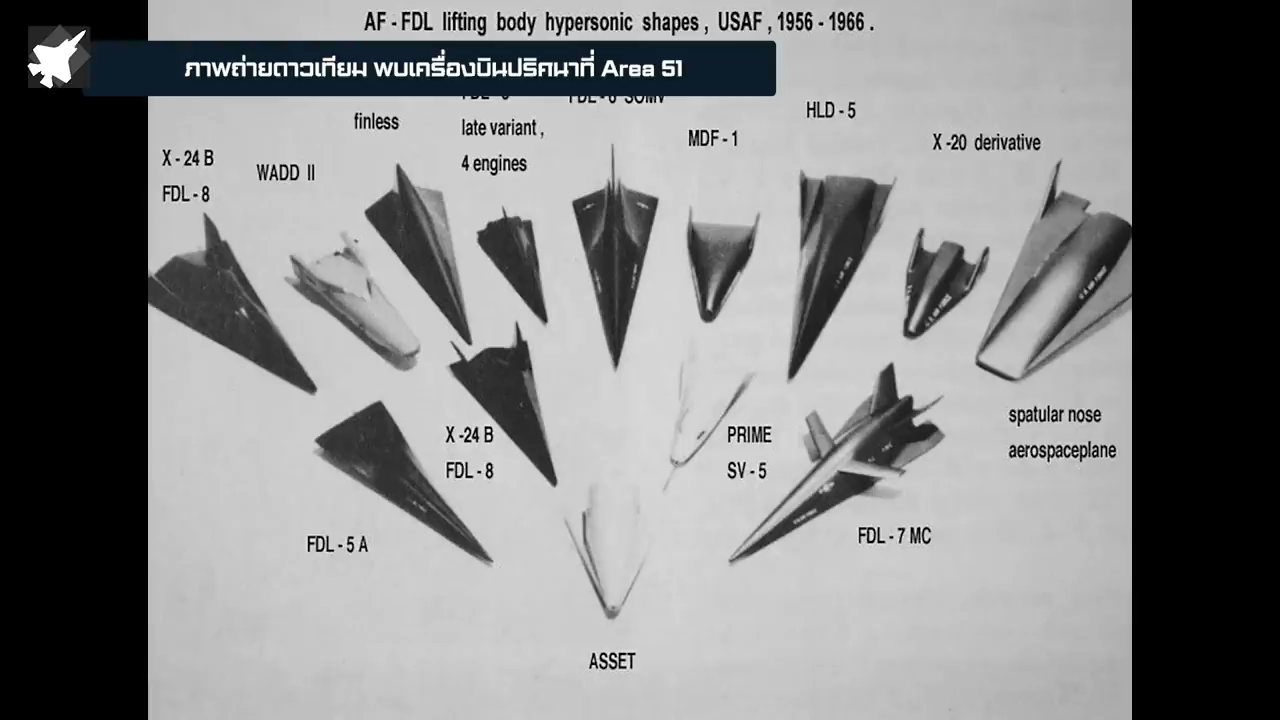 AF - FDL lifting body hypersonic shapes , USAF , 1956 - 1966 .
ภาพถ่ายดาวเทียม พบเครื่องบินปริศนาที่ Area 51
finless
late variant ,
4 engines
MDF - 1
HLD - 5
X -20 derivative
X - 24 B
FDL - 8
WADD II
X -24 B
FDL - 8
PRIME
SV - 5
spatular nose
aerospaceplane
FDL - 5 A
FDL - 7 MC
ASSET